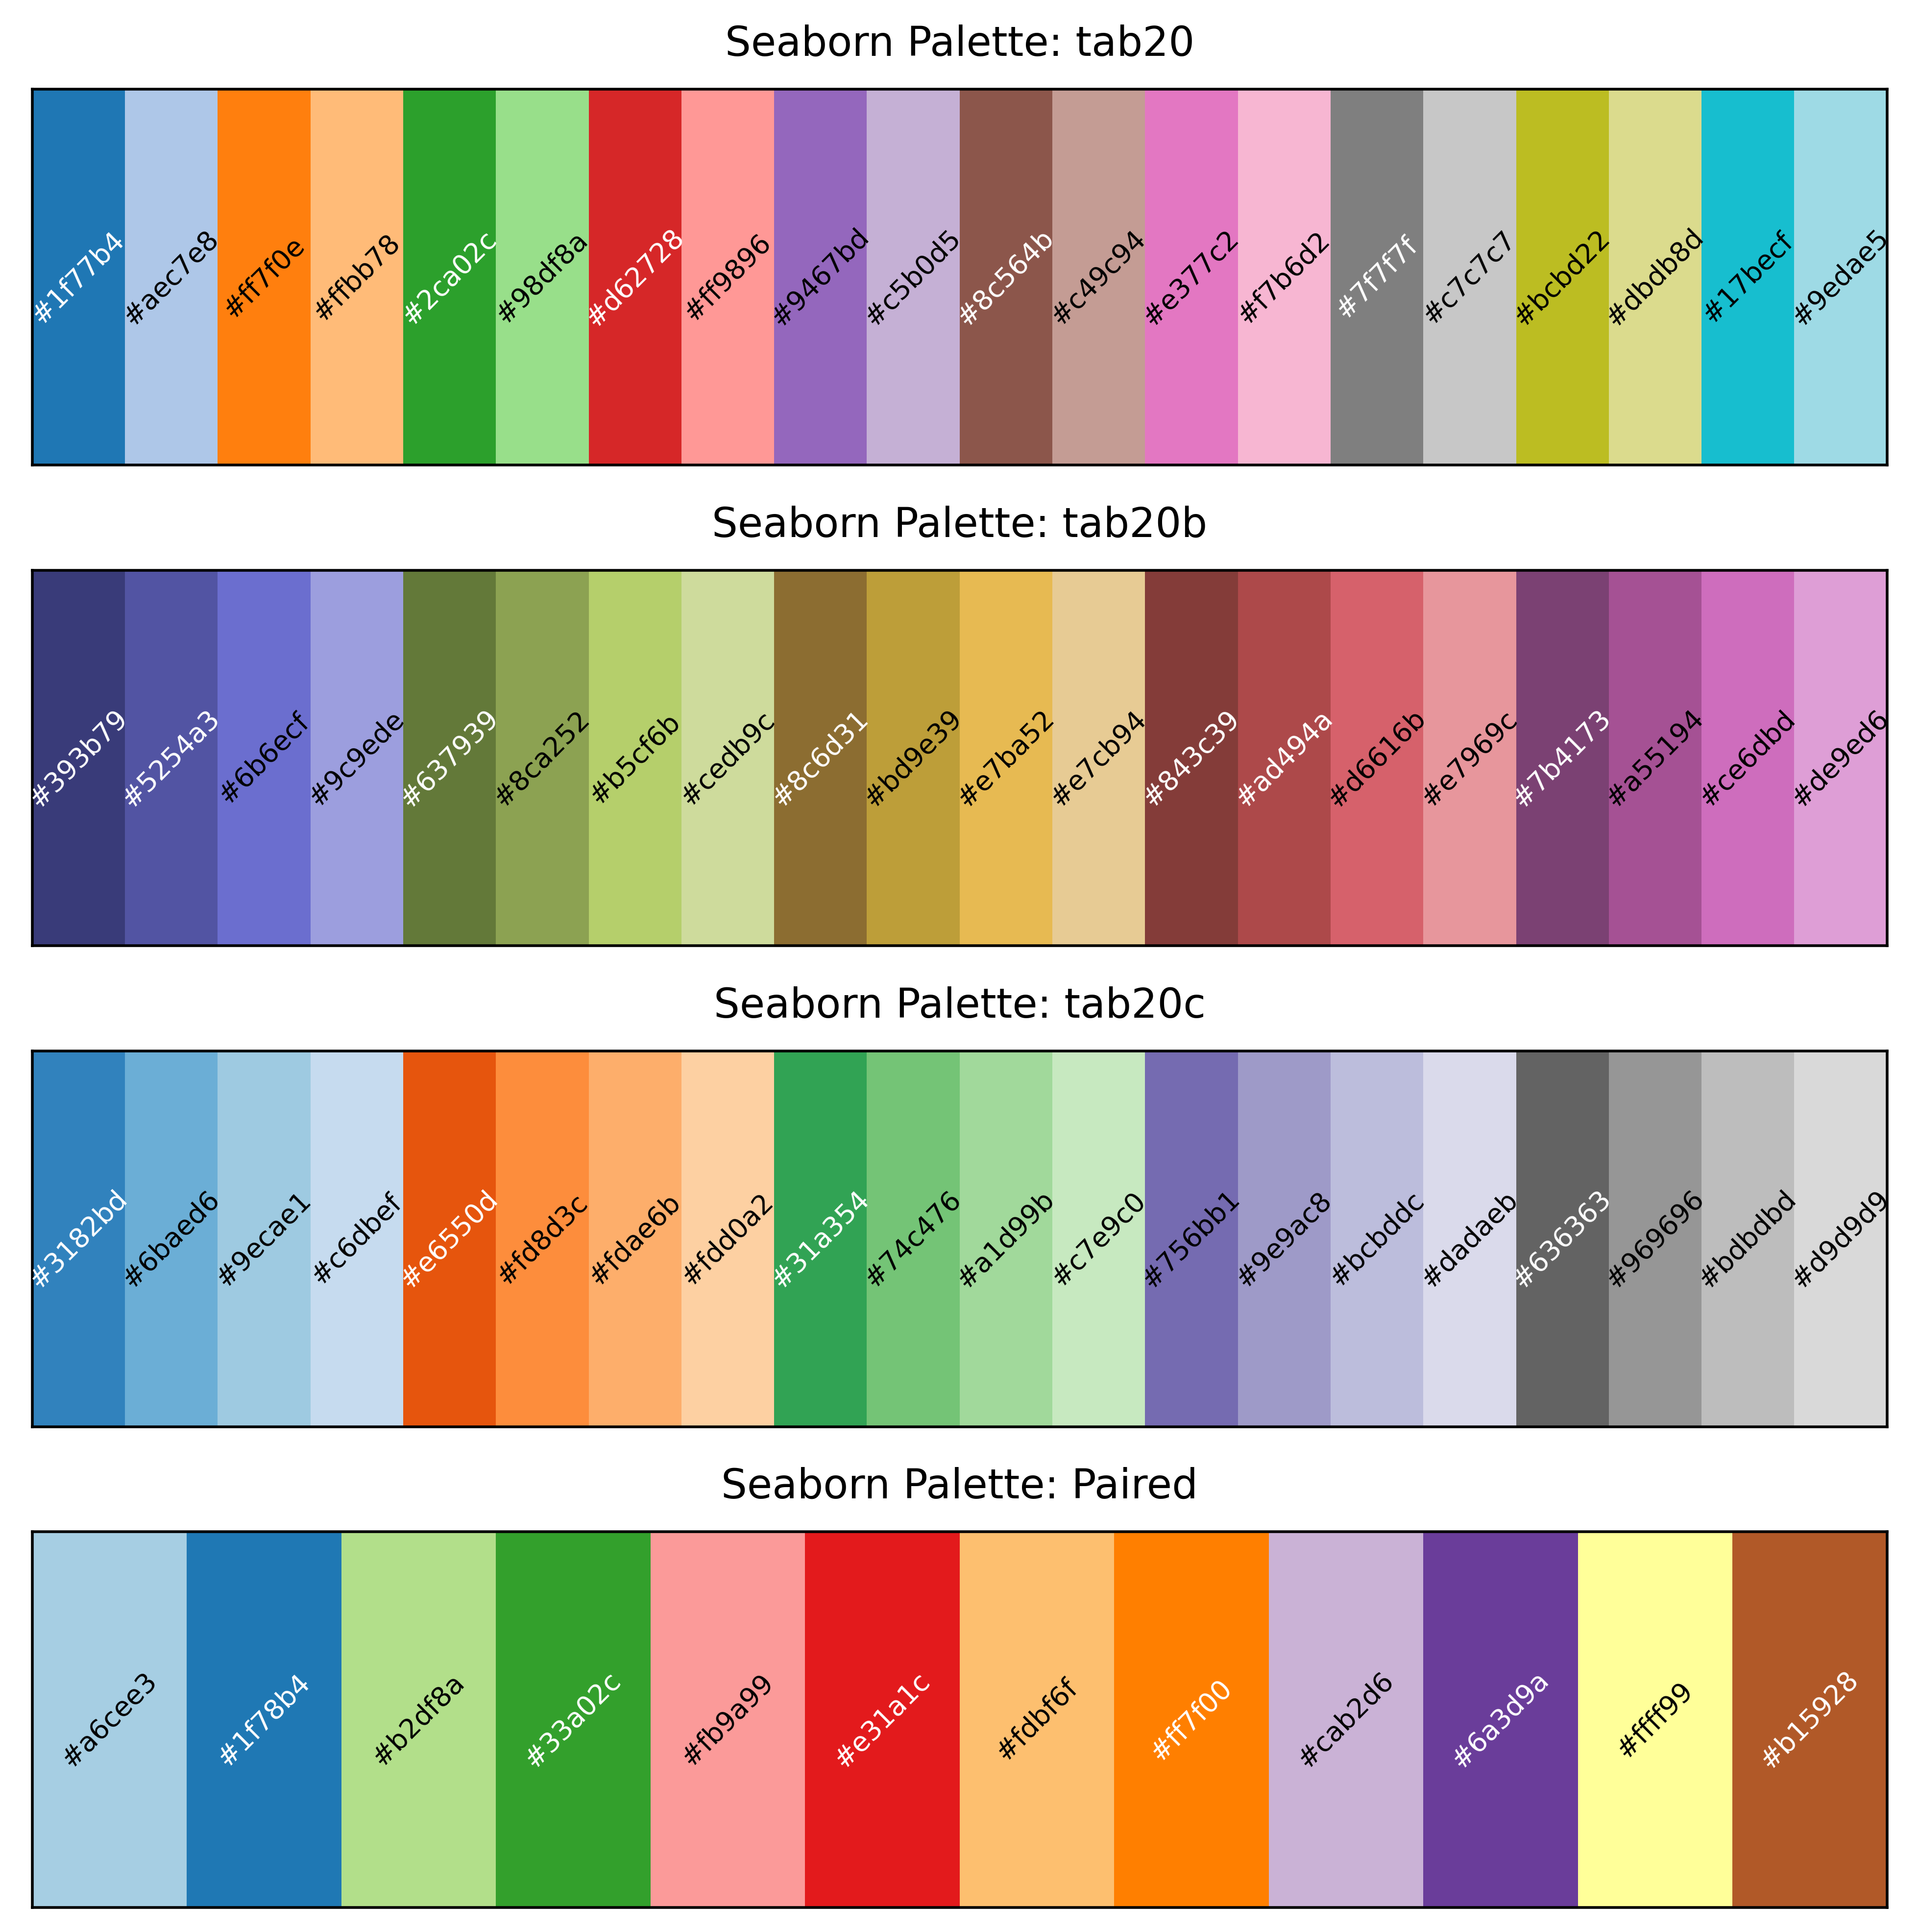 Seaborn Palette: tab20
#1f77b4 #aec7e8 #ff7f0e #ffbb78 #2ca02c #98df8a #d62728 #ff9896 #9467bd #c5b0d5 #8c564b #c49c94 #e377c2 #f7b6d2 #7f7f7f #c7c7c7 #bcbd22 #dbdb8d #17becf #9edae5
Seaborn Palette: tab20b
#393b79 #5254a3 #6b6ecf #9c9ede #637939 #8ca252 #b5cf6b #cedb9c #8c6d31 #bd9e39 #e7ba52 #e7cb94 #843c39 #ad494a #d6616b #e7969c #7b4173 #a55194 #ce6dbd #de9ed6
Seaborn Palette: tab20c
#3182bd #6baed6 #9ecae1 #c6dbef #e6550d #fd8d3c #fdae6b #fdd0a2 #31a354 #74c476 #a1d99b #c7e9c0 #756bb1 #9e9ac8 #bcbddc #dadaeb #636363 #969696 #bdbdbd #d9d9d9
Seaborn Palette: Paired
#a6cee3 #1f78b4 #b2df8a #33a02c #fb9a99 #e31a1c #fdbf6f #ff7f00 #cab2d6 #6a3d9a #ffff99 #b15928